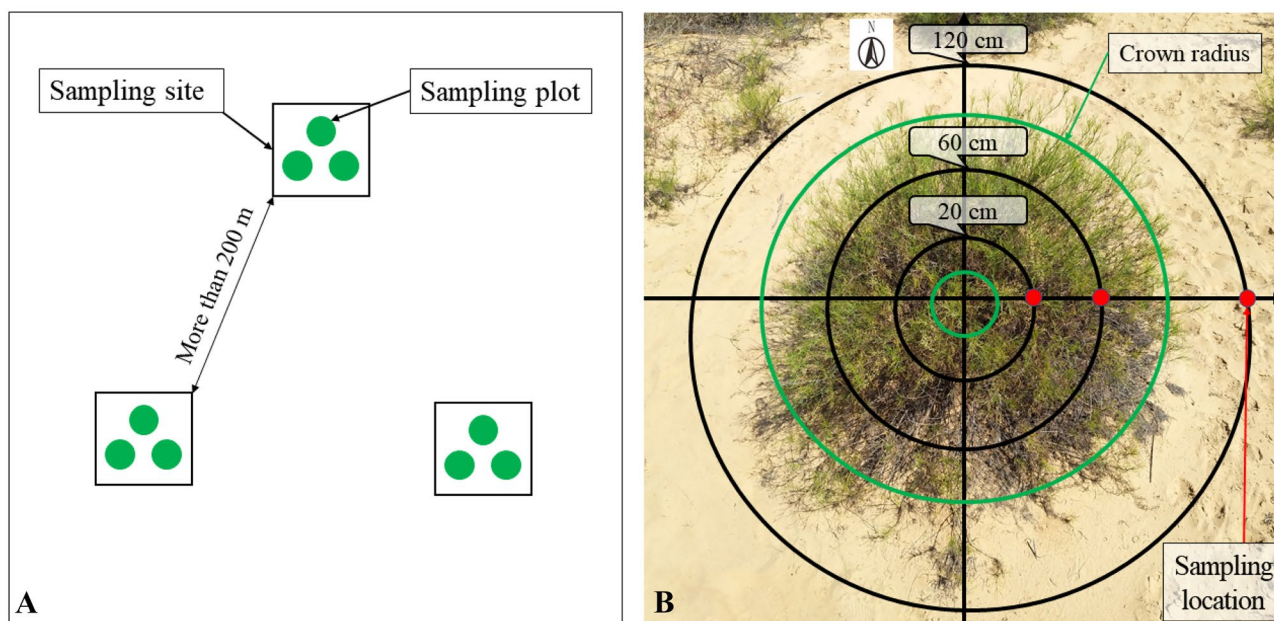 Sampling site
Sampling plot
More than 200 m
A
N
120 cm
Crown radius
60 cm
20 cm
Sampling
location
B